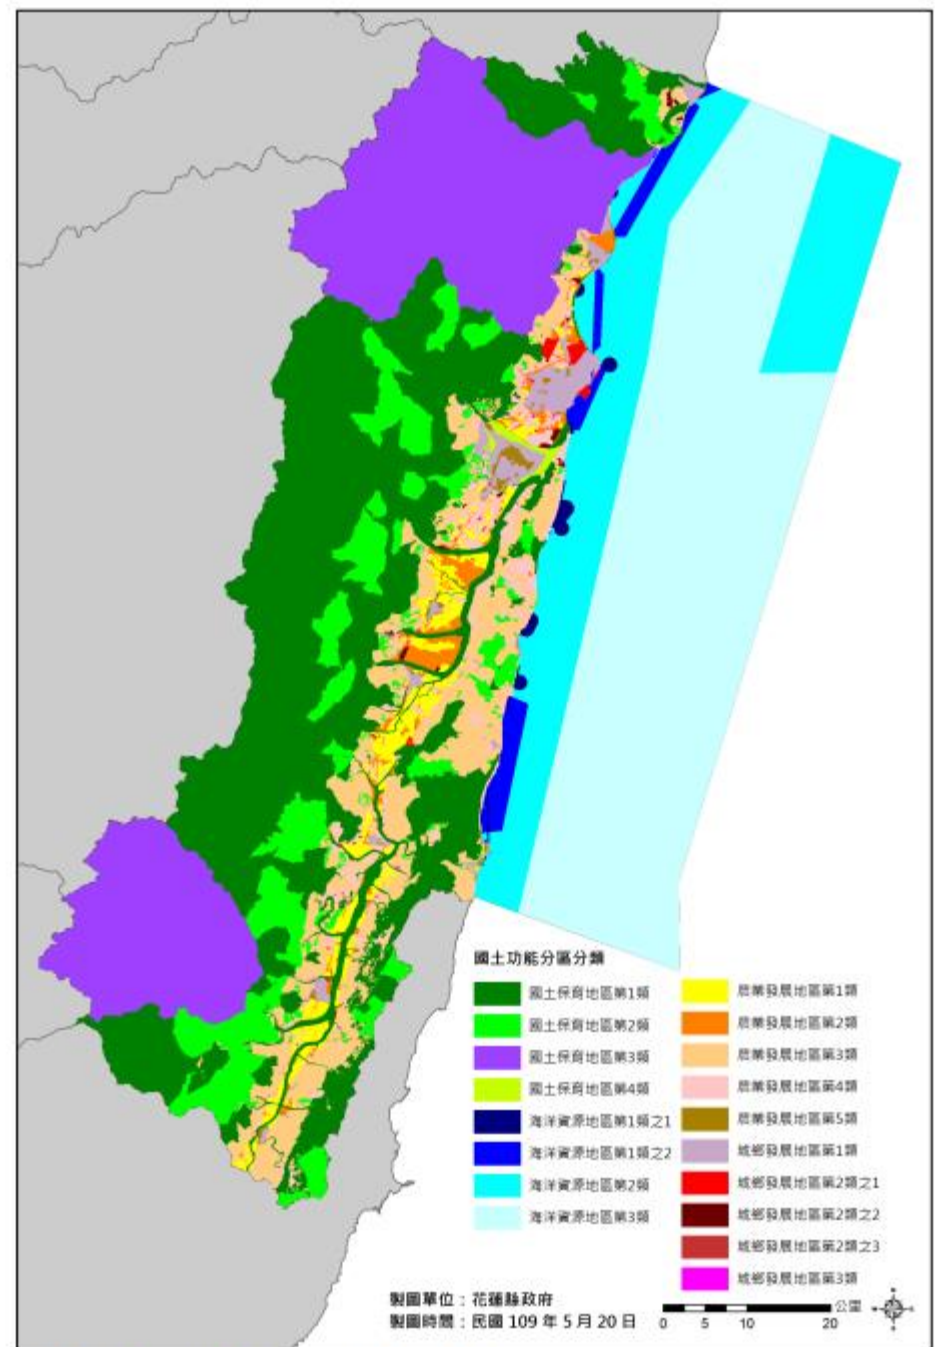 國土功能分區分類
國土保育地區第1類
國土保育地區第2類
國土保育地區第3類
國土保育地區第4類
海洋資源地區第1類之1
海洋資源地區第1類之2
海洋資源地區第2類
海洋資源地區第3類
農業發展地區第1類
農業發展地區第2類
農業發展地區第3類
農業發展地區第4類
農業發展地區第5類
城鄉發展地區第1類
城鄉發展地區第2類之1
城鄉發展地區第2類之2
城鄉發展地區第2類之3
城鄉發展地區第3類
製圖單位：花蓮縣政府
製圖時間：民國 109 年 5 月 20 日
公里
0 5 10 20